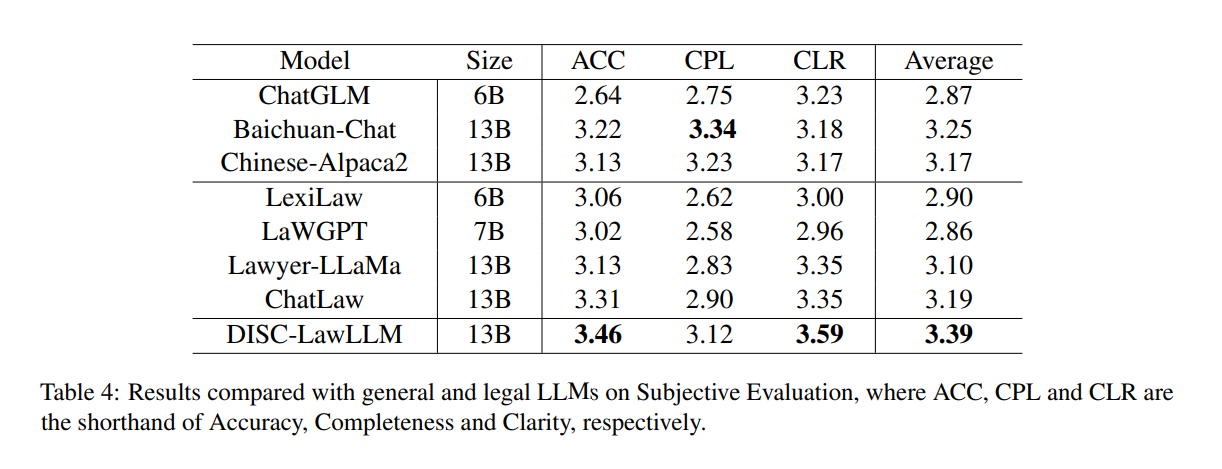 Model Size ACC CPL CLR Average
ChatGLM 6B 2.64 2.75 3.23 2.87
Baichuan-Chat 13B 3.22 3.34 3.18 3.25
Chinese-Alpaca2 13B 3.13 3.23 3.17 3.17
LexiLaw 6B 3.06 2.62 3.00 2.90
LaWGPT 7B 3.02 2.58 2.96 2.86
Lawyer-LLaMa 13B 3.13 2.83 3.35 3.10
ChatLaw 13B 3.31 2.90 3.35 3.19
DISC-LawLLM 13B 3.46 3.12 3.59 3.39
Table 4: Results compared with general and legal LLMs on Subjective Evaluation, where ACC, CPL and CLR are
the shorthand of Accuracy, Completeness and Clarity, respectively.